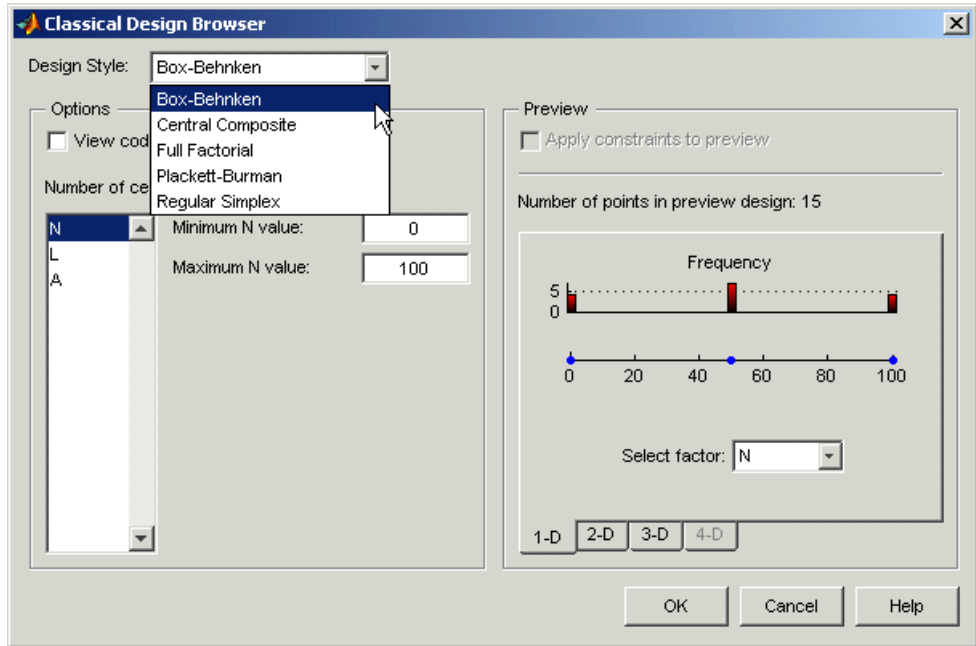 Classical Design Browser
Design Style: Box-Behnken
Box-Behnken
Central Composite
Full Factorial
Plackett-Burman
Regular Simplex
Options
View cod
Number of ce
N
L
A
Minimum N value: 0
Maximum N value: 100
Preview
Apply constraints to preview
Number of points in preview design: 15
Frequency
5
0
0 20 40 60 80 100
Select factor: N
1-D 2-D 3-D 4-D
OK Cancel Help